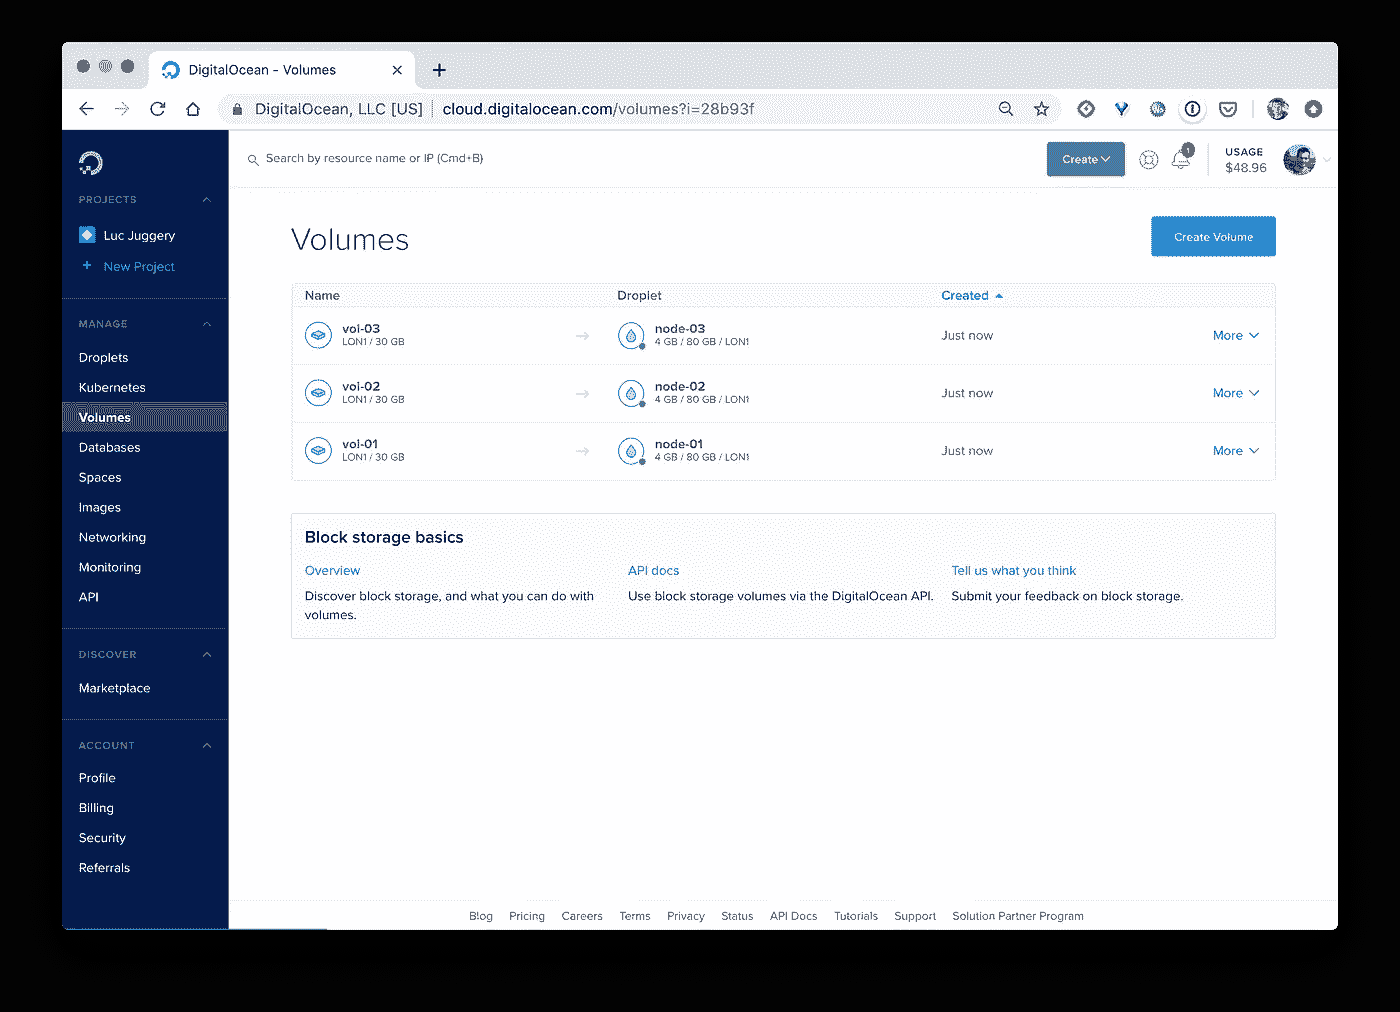 DigitalOcean - Volumes
DigitalOcean, LLC [US] cloud.digitalocean.com/volumes?i=28b93f
Search by resource name or IP (Cmd+B)
Create
1
USAGE
$48.96
PROJECTS
Luc Juggery
+ New Project
MANAGE
Droplets
Kubernetes
Volumes
Databases
Spaces
Images
Networking
Monitoring
API
DISCOVER
Marketplace
ACCOUNT
Profile
Billing
Security
Referrals
Volumes
Create Volume
Name Droplet Created
vol-03 node-03 Just now More
LON1 / 30 GB 4 GB / 80 GB / LON1
vol-02 node-02 Just now More
LON1 / 30 GB 4 GB / 80 GB / LON1
vol-01 node-01 Just now More
LON1 / 30 GB 4 GB / 80 GB / LON1
Block storage basics
Overview
Discover block storage, and what you can do with
volumes.
API docs
Use block storage volumes via the DigitalOcean API.
Tell us what you think
Submit your feedback on block storage.
Blog Pricing Careers Terms Privacy Status API Docs Tutorials Support Solution Partner Program